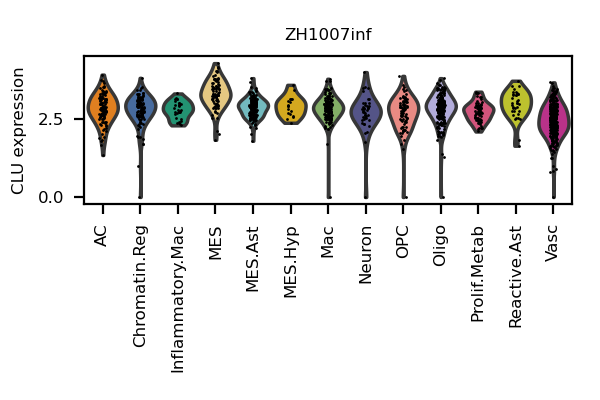 ZH1007inf
CLU expression
2.5
0.0
AC
Chromatin.Reg
Inflammatory.Mac
MES
MES.Ast
MES.Hyp
Mac
Neuron
OPC
Oligo
Prolif.Metab
Reactive.Ast
Vasc